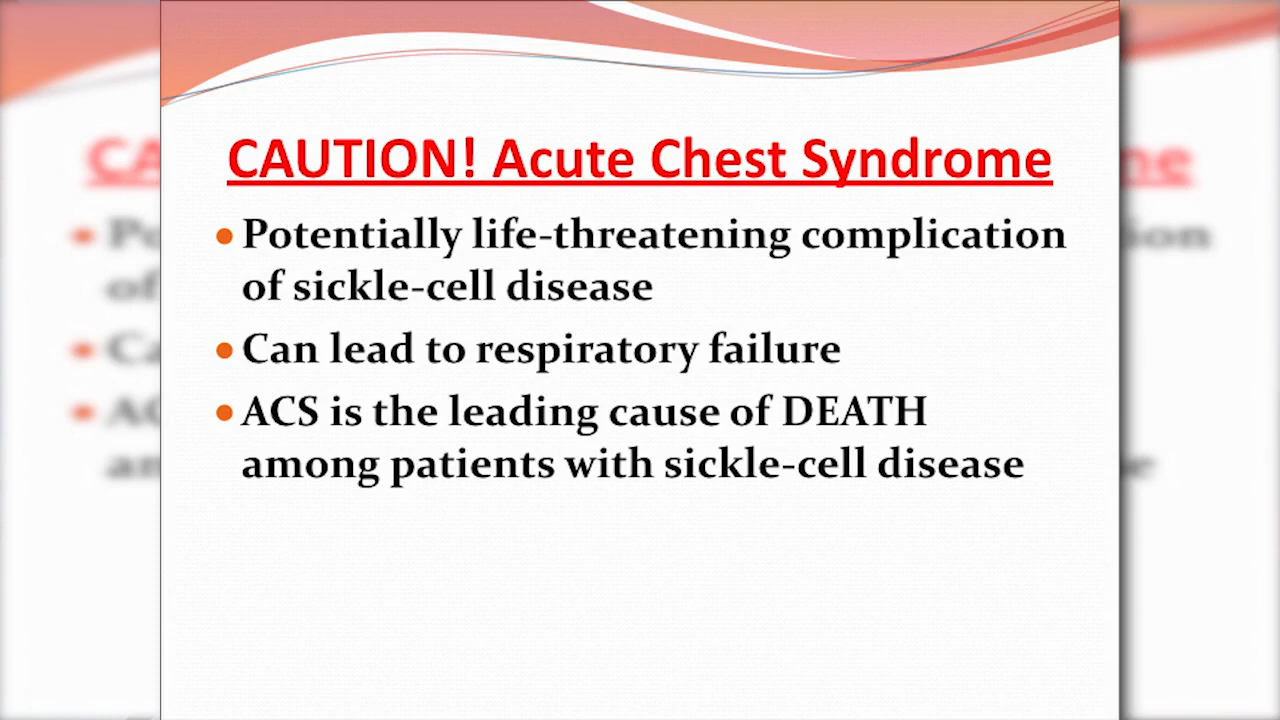 CAUTION! Acute Chest Syndrome
Potentially life-threatening complication
of sickle-cell disease
Can lead to respiratory failure
ACS is the leading cause of DEATH
among patients with sickle-cell disease